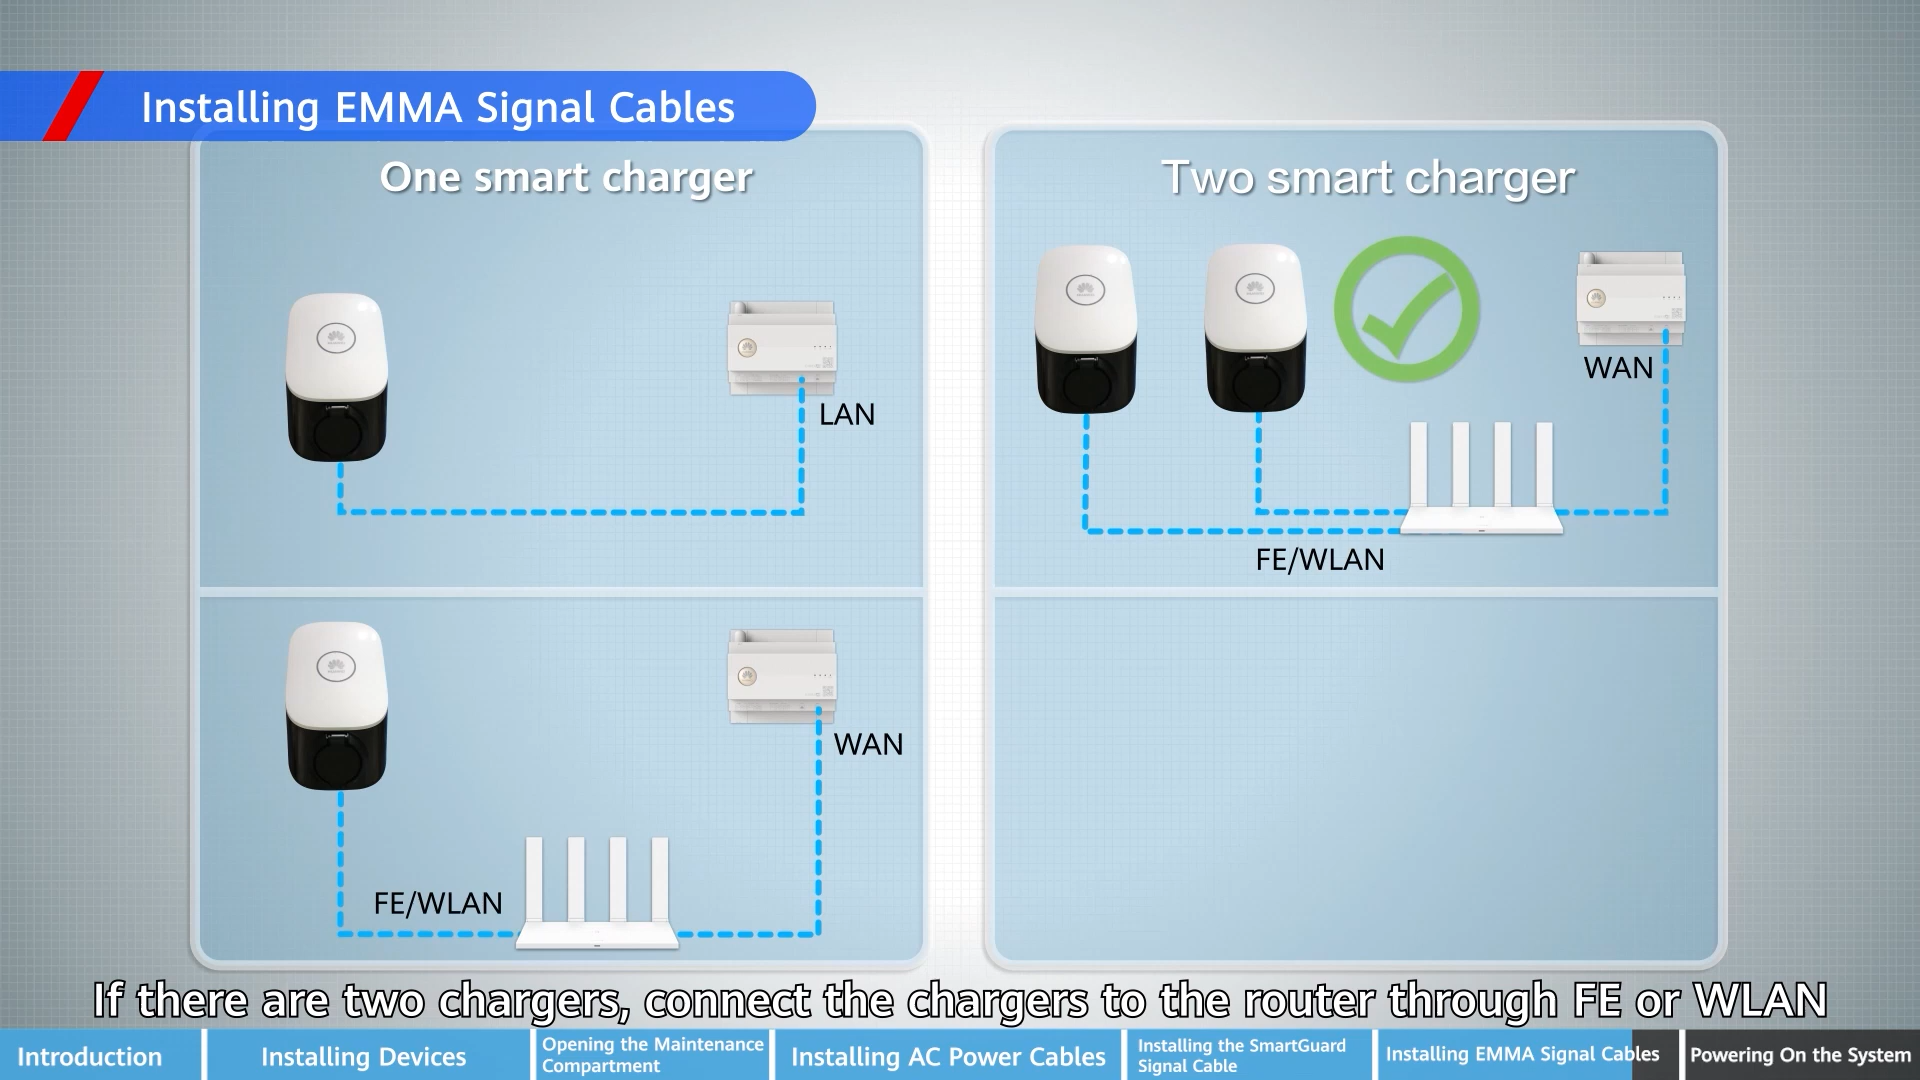 Installing EMMA Signal Cables
One smart charger
LAN
WAN
FE/WLAN
Two smart charger
WAN
FE/WLAN
If there are two chargers, connect the chargers to the router through FE or WLAN
Introduction
Installing Devices
Opening the Maintenance
Compartment
Installing AC Power Cables
Installing the SmartGuard
Signal Cable
Installing EMMA Signal Cables
Powering On the System